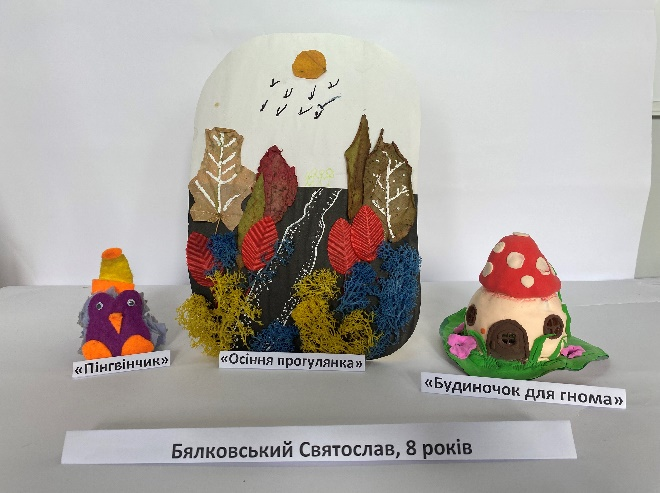 «Пінгвінчик»
«Осіння прогулянка»
«Будиночок для гнома»
Бялковський Святослав, 8 років